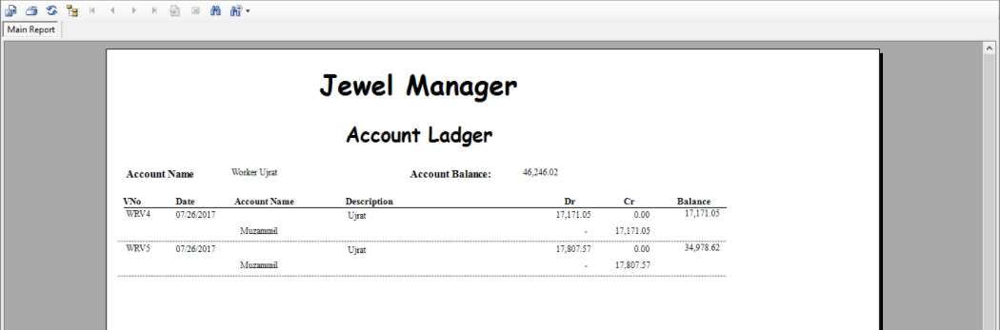 Main Report
Jewel Manager
Account Ladger
Account Name Worker Ujrat Account Balance: 46,246.02
VNo Date Account Name Description Dr Cr Balance
WRV4 07/26/2017 Ujrat 17,171.05 0.00 17,171.05
Muzammil - 17,171.05
WRV5 07/26/2017 Ujrat 17,807.57 0.00 34,978.62
Muzammil - 17,807.57